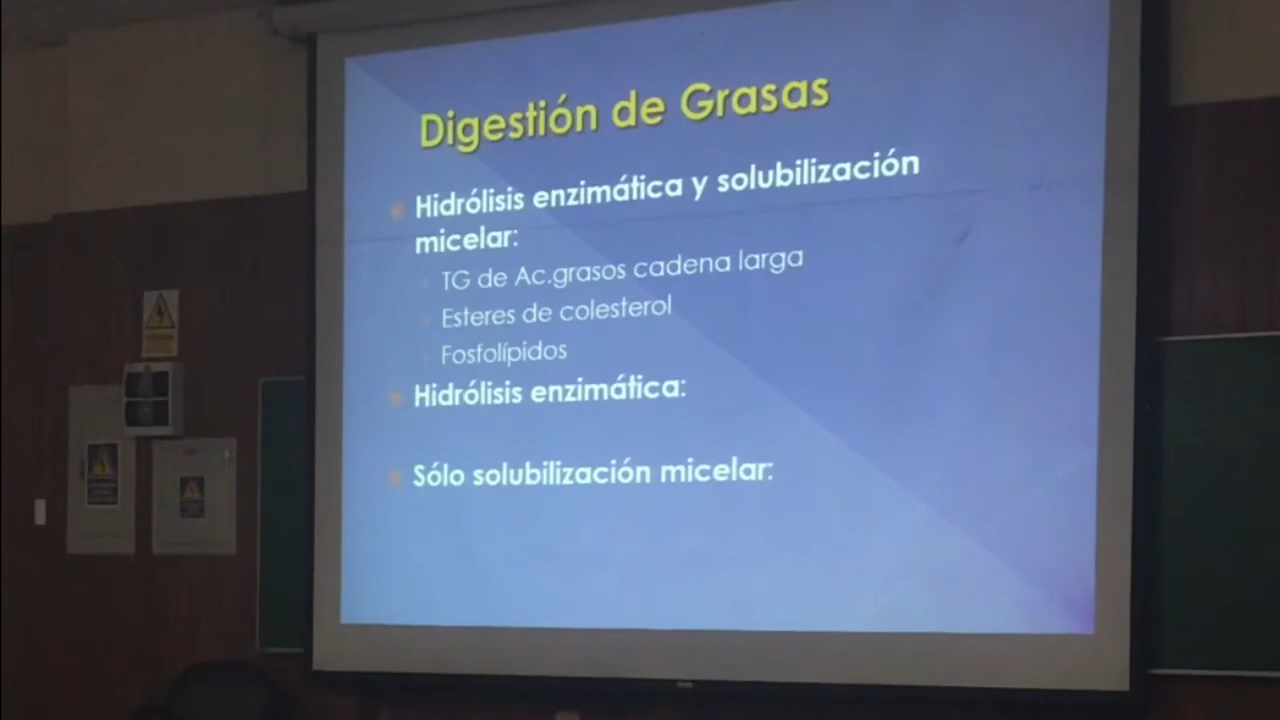 Digestión de Grasas
Hidrólisis enzimática y solubilización
micelar:
TG de Ac.grasos cadena larga
Esteres de colesterol
Fosfolípidos
Hidrólisis enzimática:
Sólo solubilización micelar: